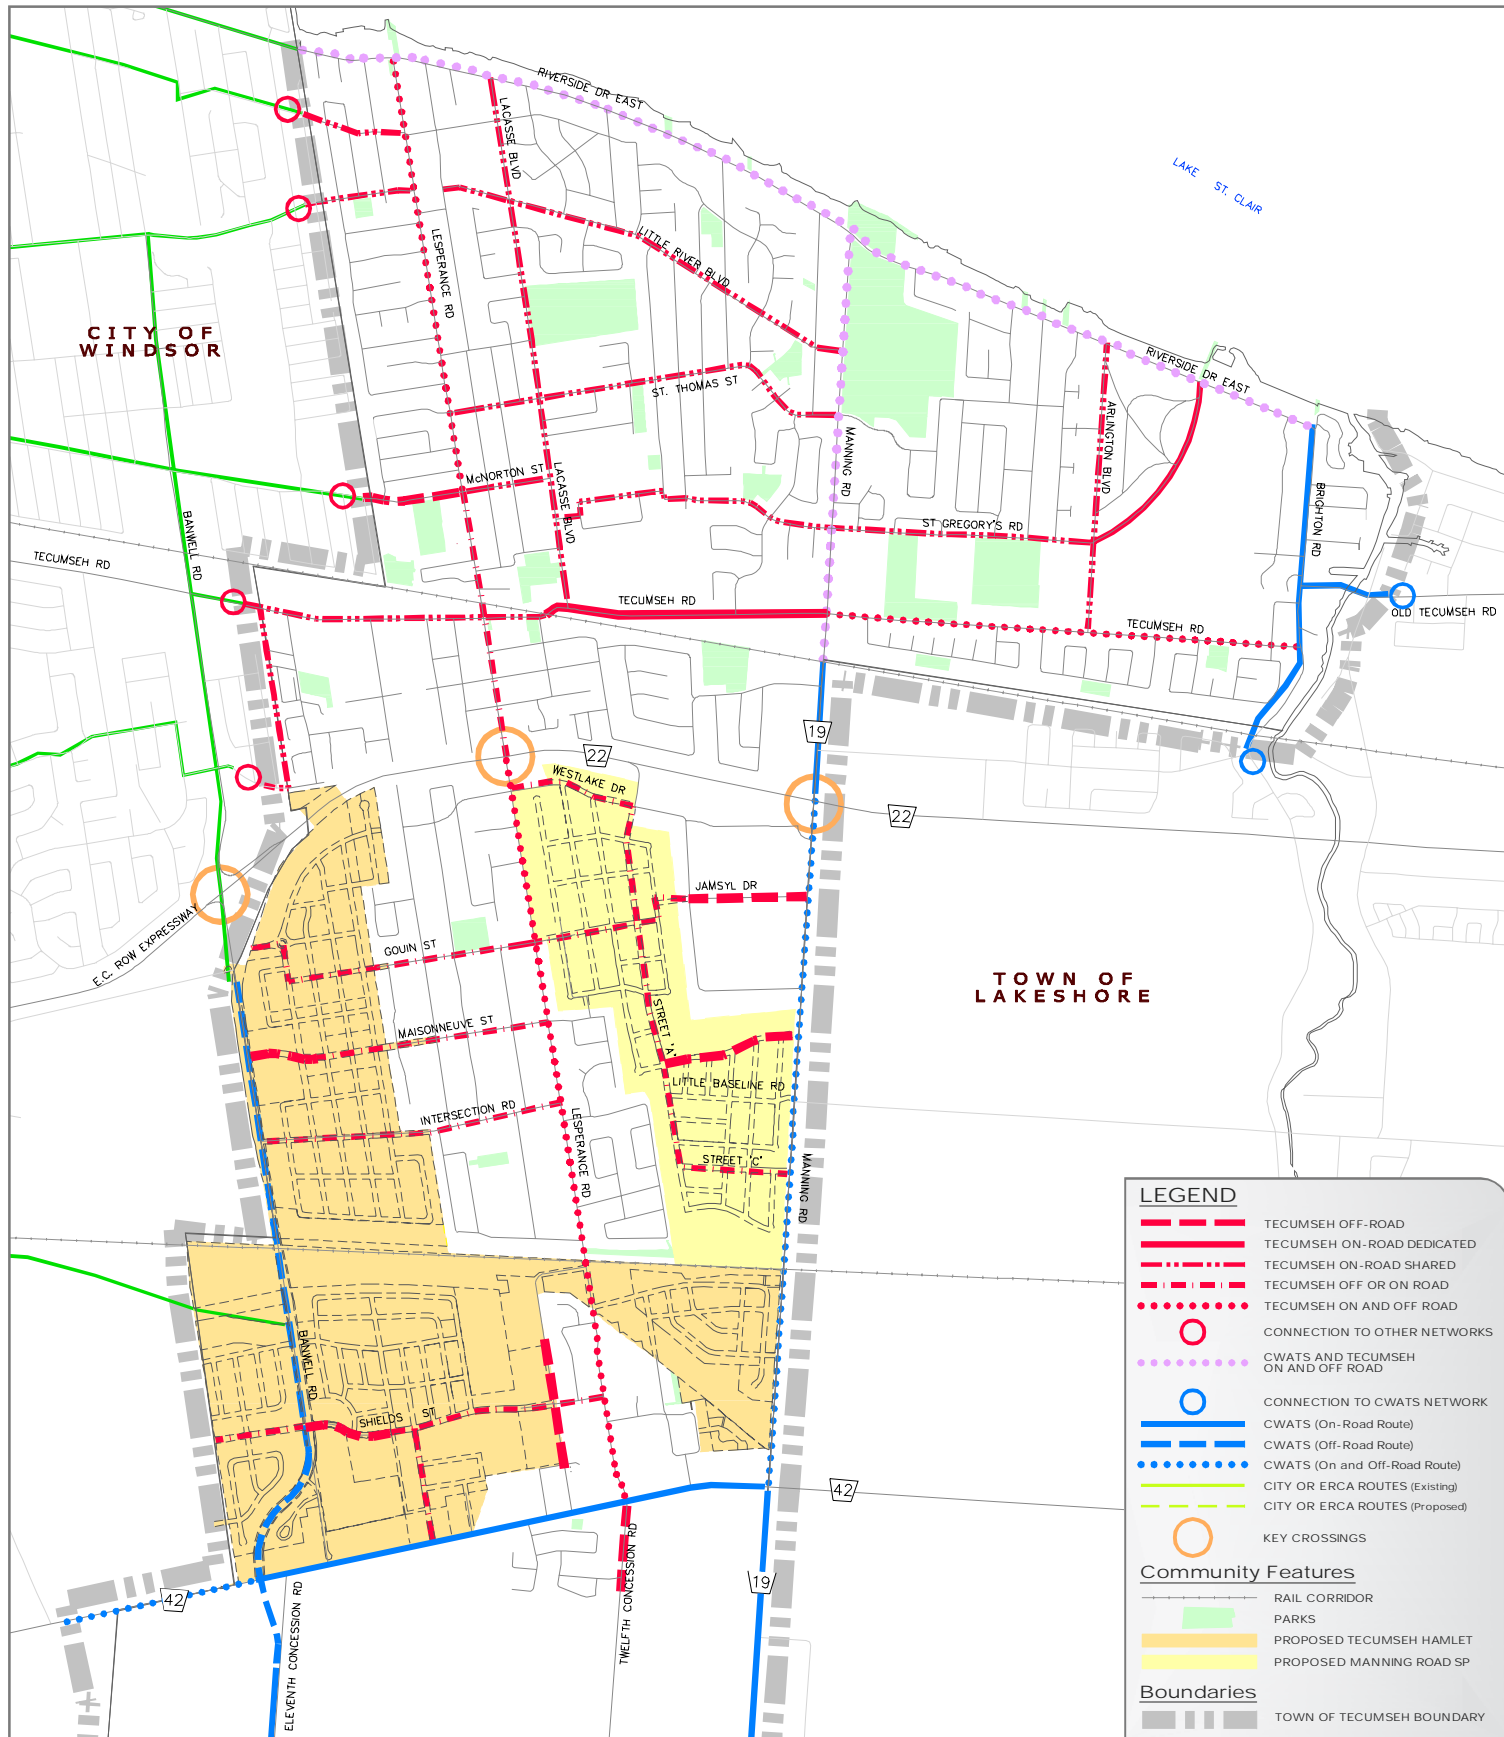 RIVERSIDE DR EAST
LACASSE BLVD
LAKE ST. CLAIR
LESPERANCE RD
LITTLE RIVER BLVD
CITY OF
WINDSOR
RIVERSIDE DR EAST
ST. THOMAS ST
ARLINGTON BLVD
MANNING RD
McNORTON ST
LACASSE BLVD
BRIGHTON RD
BANWELL RD
ST GREGORY'S RD
TECUMSEH RD
TECUMSEH RD
OLD TECUMSEH RD
TECUMSEH RD
19
22
WESTLAKE DR
22
JAMSYL DR
E.C. ROW EXPRESSWAY
GOUIN ST
TOWN OF
LAKESHORE
STREET 'A'
MAISONNEUVE ST
LITTLE BASELINE RD
INTERSECTION RD
LESPERANCE RD
STREET 'C'
MANNING RD
BANWELL RD
SHIELDS ST
42
TWELFTH CONCESSION RD
19
42
ELEVENTH CONCESSION RD
LEGEND
TECUMSEH OFF-ROAD
TECUMSEH ON-ROAD DEDICATED
TECUMSEH ON-ROAD SHARED
TECUMSEH OFF OR ON ROAD
TECUMSEH ON AND OFF ROAD
CONNECTION TO OTHER NETWORKS
CWATS AND TECUMSEH
ON AND OFF ROAD
CONNECTION TO CWATS NETWORK
CWATS (On-Road Route)
CWATS (Off-Road Route)
CWATS (On and Off-Road Route)
CITY OR ERCA ROUTES (Existing)
CITY OR ERCA ROUTES (Proposed)
KEY CROSSINGS
Community Features
RAIL CORRIDOR
PARKS
PROPOSED TECUMSEH HAMLET
PROPOSED MANNING ROAD SP
Boundaries
TOWN OF TECUMSEH BOUNDARY